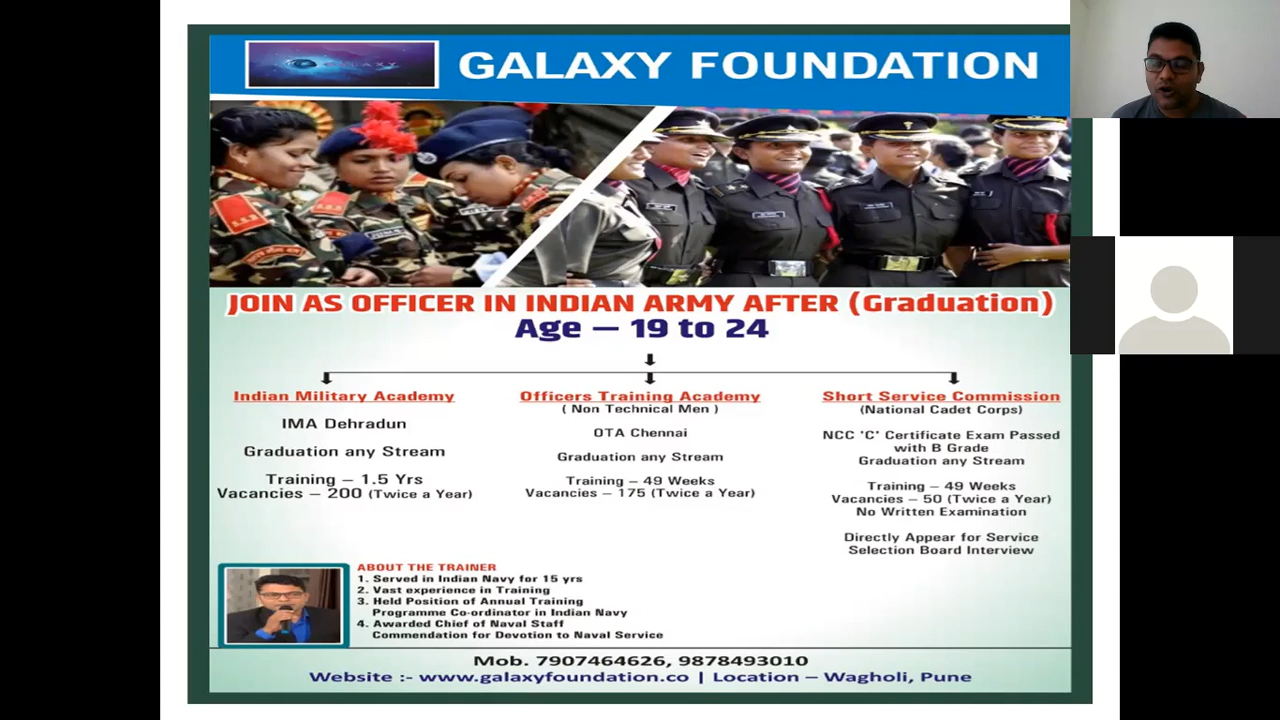 GALAXY
GALAXY FOUNDATION
JOIN AS OFFICER IN INDIAN ARMY AFTER (Graduation)
Age – 19 to 24
Indian Military Academy
IMA Dehradun
Graduation any Stream
Training – 1.5 Yrs
Vacancies – 200 (Twice a Year)
Officers Training Academy
( Non Technical Men )
OTA Chennai
Graduation any Stream
Training – 49 Weeks
Vacancies – 175 (Twice a Year)
Short Service Commission
(National Cadet Corps)
NCC 'C' Certificate Exam Passed
with B Grade
Graduation any Stream
Training – 49 Weeks
Vacancies – 50 (Twice a Year)
No Written Examination
Directly Appear for Service
Selection Board Interview
ABOUT THE TRAINER
1. Served in Indian Navy for 15 yrs
2. Vast experience in Training
3. Held Position of Annual Training
Programme Co-ordinator in Indian Navy
4. Awarded Chief of Naval Staff
Commendation for Devotion to Naval Service
Mob. 7907464626, 9878493010
Website :- www.galaxyfoundation.co | Location – Wagholi, Pune